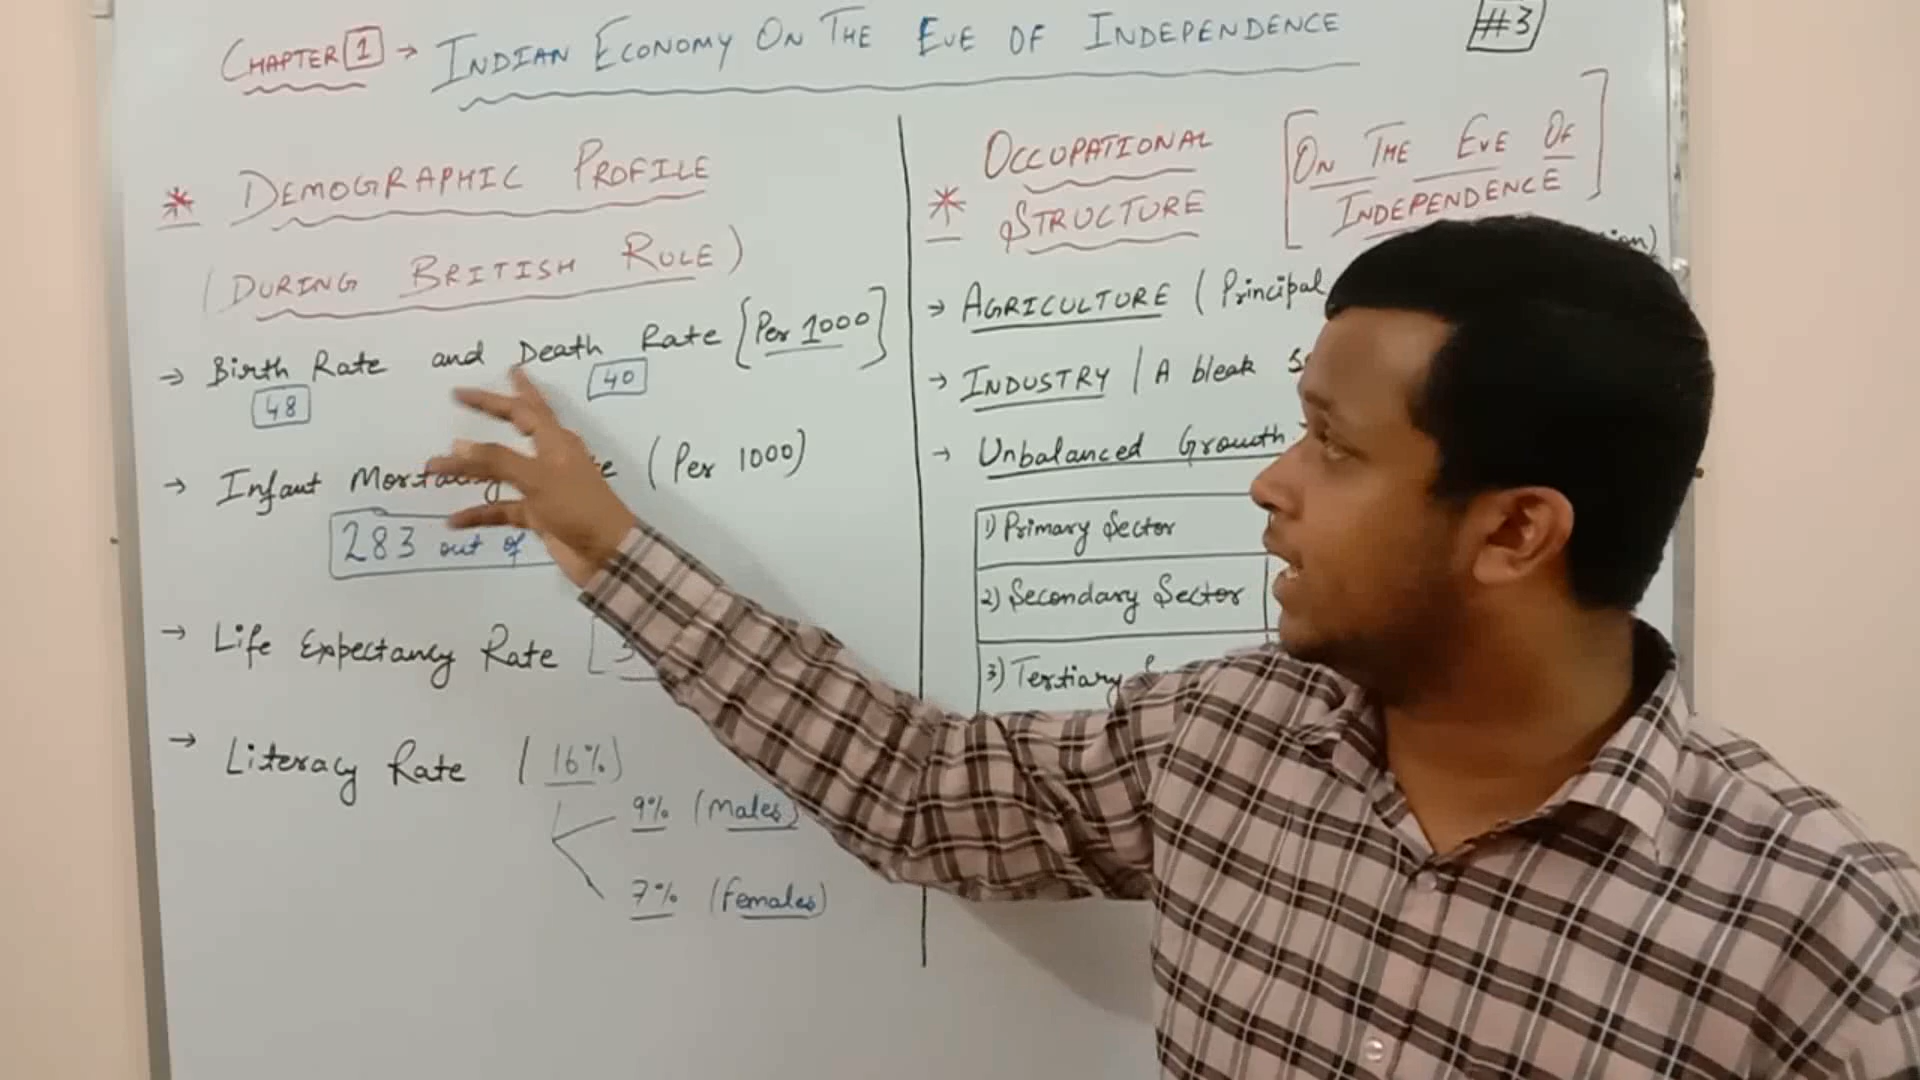 CHAPTER 1 → INDIAN ECONOMY ON THE EVE OF INDEPENDENCE
#3
* DEMOGRAPHIC PROFILE
(DURING BRITISH RULE)
→ Birth Rate and Death Rate [Per 1000]
48 40
→ Infant Mortality (Per 1000)
283 out of
→ Life Expectancy Rate
→ Literacy Rate (16%)
9% (Males)
7% (Females)
* OCCUPATIONAL
STRUCTURE
[ON THE EVE OF
INDEPENDENCE]
→ AGRICULTURE (Principal
→ INDUSTRY (A bleak
→ Unbalanced Growth
1) Primary Sector
2) Secondary Sector
3) Tertiary